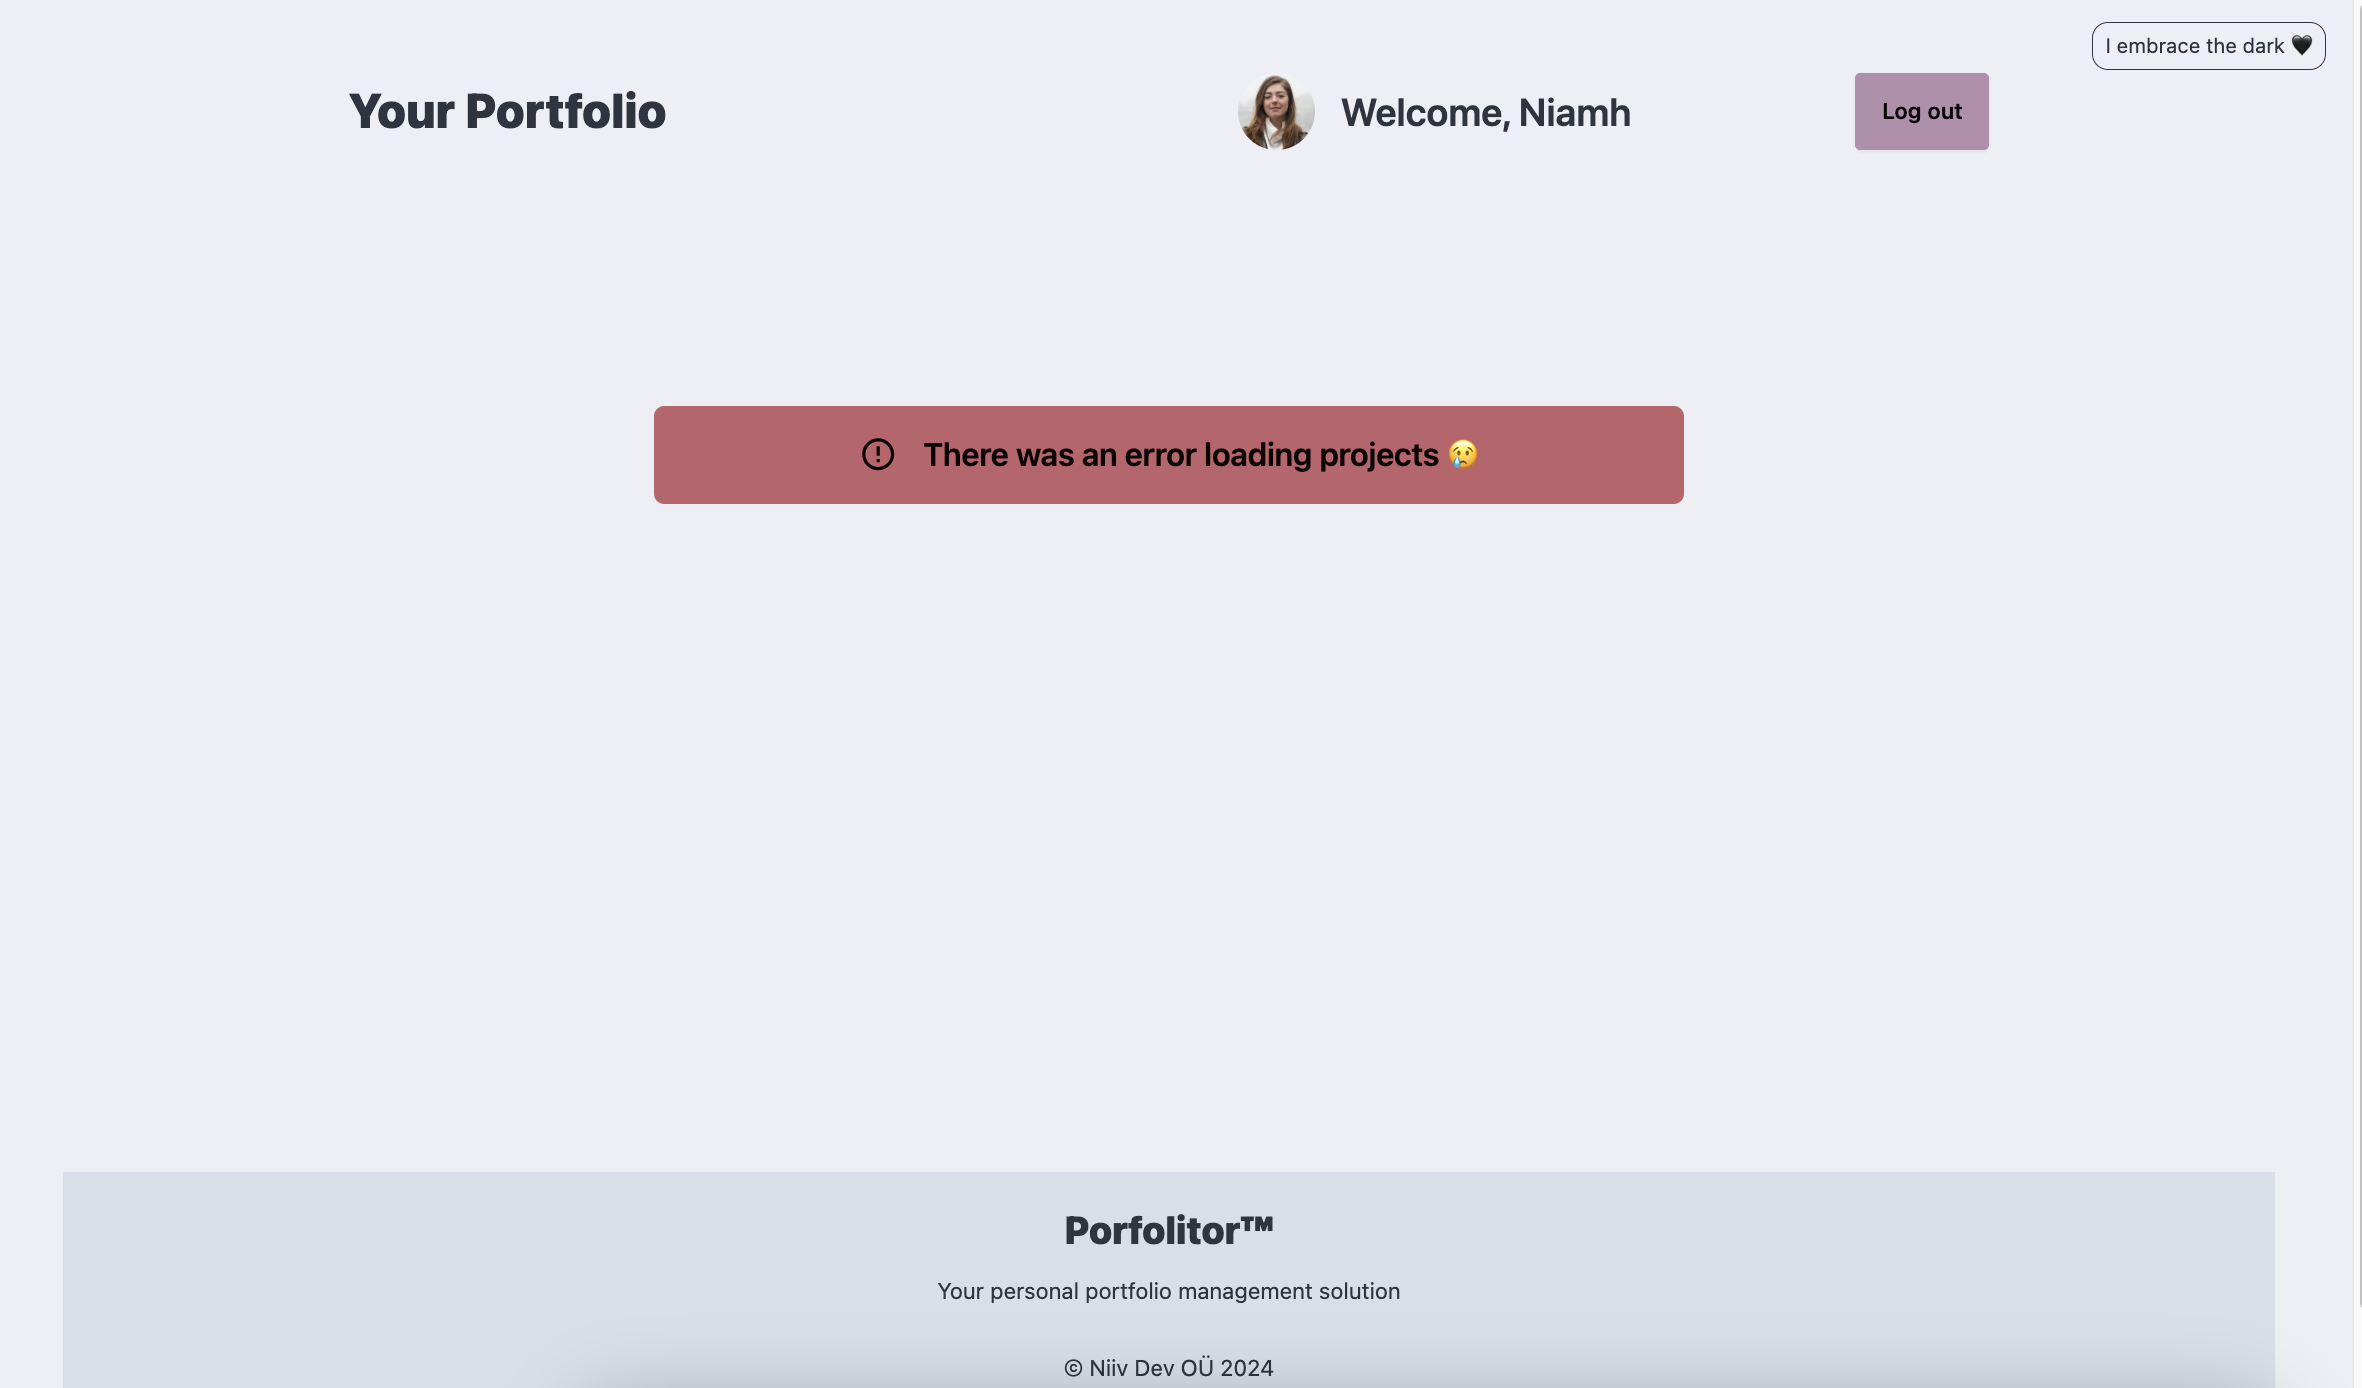 I embrace the dark 🖤
Your Portfolio
Welcome, Niamh
Log out
There was an error loading projects 😢
Porfolitor™
Your personal portfolio management solution
© Niiv Dev OÜ 2024